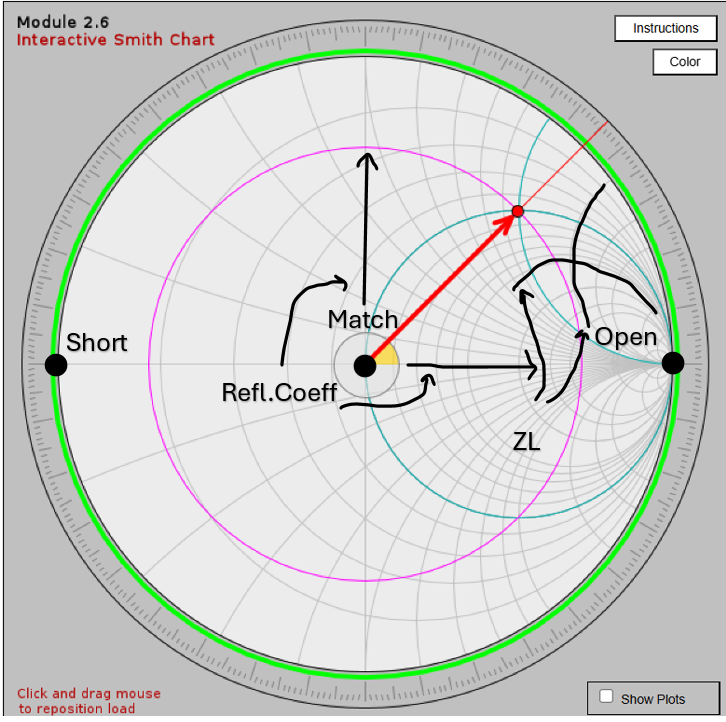 Module 2.6
Interactive Smith Chart
Instructions
Color
Match
Short
Open
Refl.Coeff
ZL
Click and drag mouse
to reposition load
Show Plots